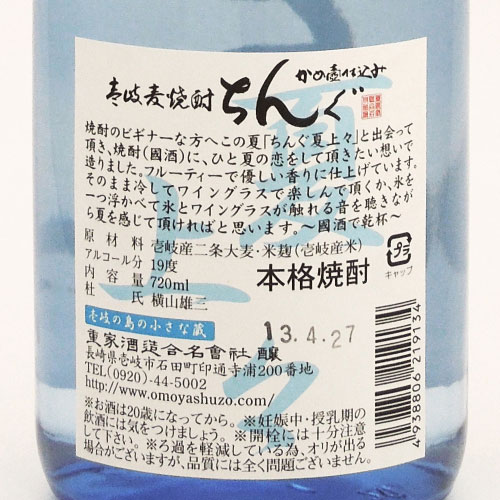 かめ壺仕込み
壱岐麦焼酎 ちんぐ
焼酎のビギナーな方へこの夏「ちんぐ夏上々」と出会って
頂き、焼酎(國酒)に、ひと夏の恋をして頂きたい想いで
造りました。フルーティーで優しい香りに仕上げています。
そのまま冷してワイングラスで楽しんで頂くか、氷を
一つ浮かべて氷とワイングラスが触れる音を聴きなが
ら夏を感じて頂ければと思います。〜國酒で乾杯〜
原材料 壱岐産二条大麦・米麹(壱岐産米)
アルコール分 19度
内容量 720ml
杜氏 横山雄三
本格焼酎
プラ
キャップ
壱岐の島の小さな蔵
13.4.27
重家酒造合名會社 醸
長崎県壱岐市石田町印通寺浦200番地
TEL(0920)-44-5002
http://www.omoyashuzo.com/
※お酒は20歳になってから。※妊娠中・授乳期の
飲酒には気をつけましょう。※開栓には十分注意
して下さい。※ろ過を軽減している為、オリが出る
場合がございますが、品質には全く問題ございません。
4938806219134